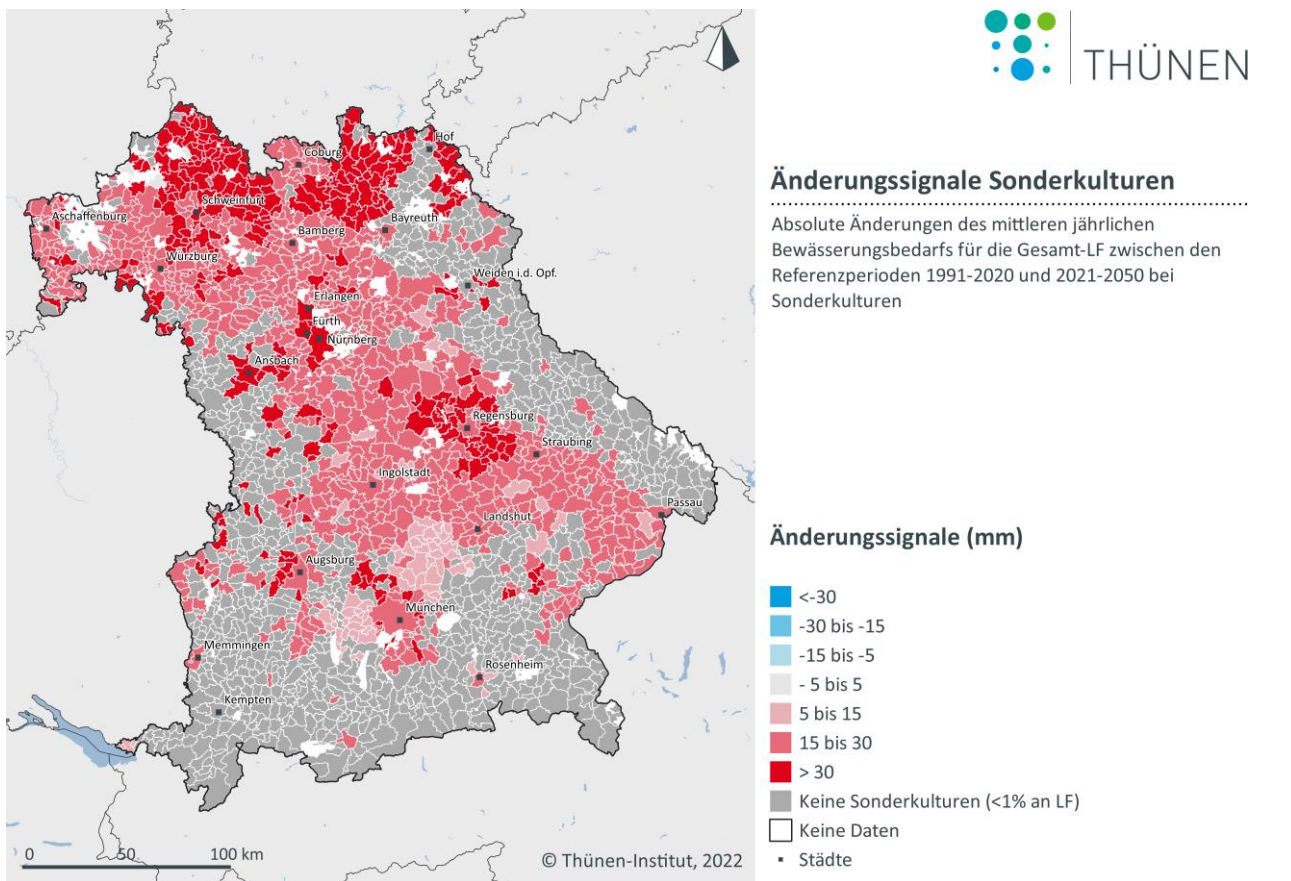 Hof
Coburg
Schweinfurt
Aschaffenburg
Bayreuth
Bamberg
Würzburg
Weiden i.d. Opf.
Erlangen
Fürth
Nürnberg
Ansbach
Regensburg
Straubing
Ingolstadt
Passau
Landshut
Augsburg
München
Memmingen
Rosenheim
Kempten
0 50 100 km
© Thünen-Institut, 2022
THÜNEN
Änderungssignale Sonderkulturen
Absolute Änderungen des mittleren jährlichen
Bewässerungsbedarfs für die Gesamt-LF zwischen den
Referenzperioden 1991-2020 und 2021-2050 bei
Sonderkulturen
Änderungssignale (mm)
<-30
-30 bis -15
-15 bis -5
- 5 bis 5
5 bis 15
15 bis 30
> 30
Keine Sonderkulturen (<1% an LF)
Keine Daten
Städte